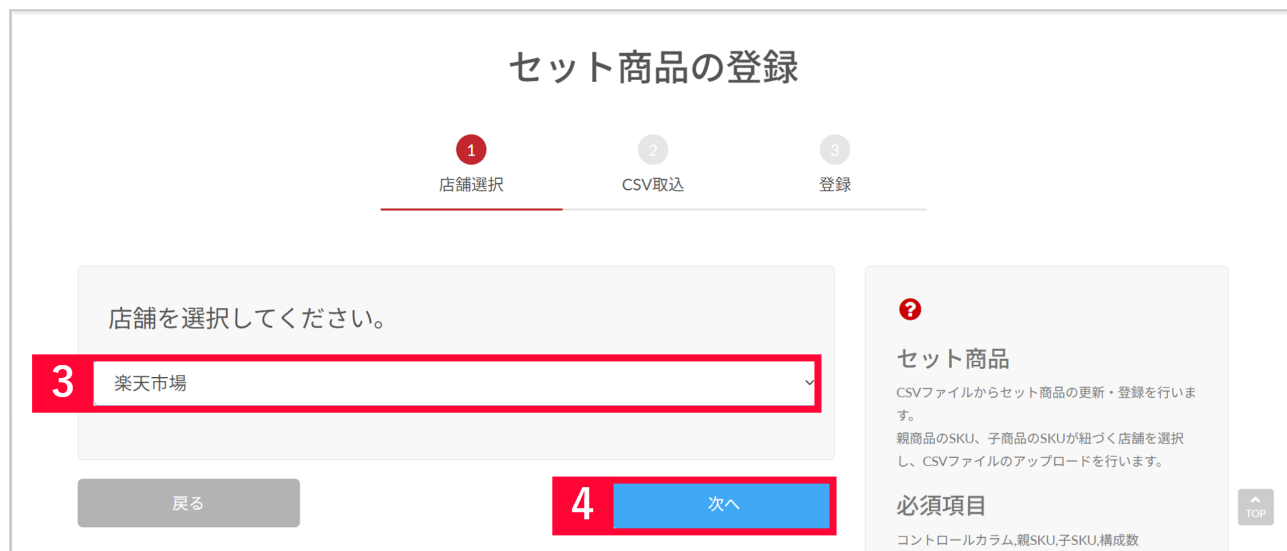 セット商品の登録
1
店舗選択
2
CSV取込
3
登録
店舗を選択してください。
3
楽天市場
戻る
4
次へ
?
セット商品
CSVファイルからセット商品の更新・登録を行いま
す。
親商品のSKU、子商品のSKUが紐づく店舗を選択
し、CSVファイルのアップロードを行います。
必須項目
コントロールカラム,親SKU,子SKU,構成数
TOP